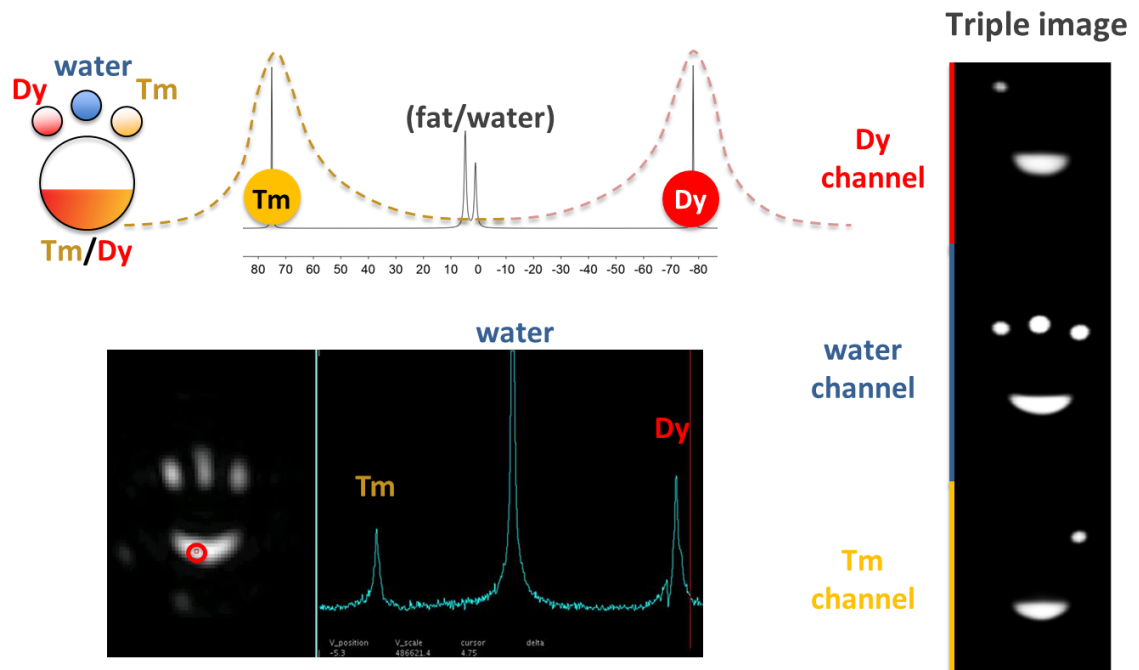 Triple image
water
Dy
Tm
Tm/Dy
(fat/water)
Tm
Dy
80 70 60 50 40 30 20 10 0 -10 -20 -30 -40 -50 -60 -70 -80
Dy
channel
water
channel
Tm
channel
water
Tm
Dy
V_position V_scale cursor delta
-5.3 486621.4 4.75